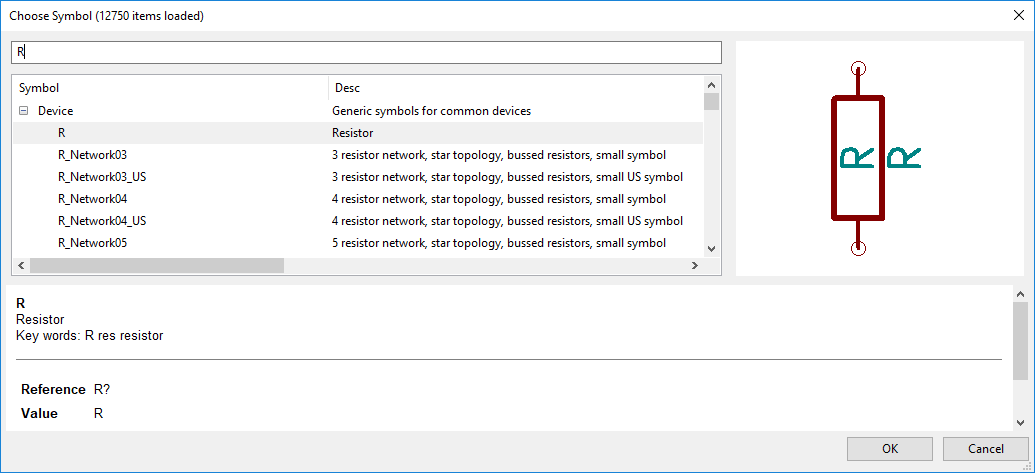 Choose Symbol (12750 items loaded)
R
Symbol Desc
Device Generic symbols for common devices
R Resistor
R_Network03 3 resistor network, star topology, bussed resistors, small symbol
R_Network03_US 3 resistor network, star topology, bussed resistors, small US symbol
R_Network04 4 resistor network, star topology, bussed resistors, small symbol
R_Network04_US 4 resistor network, star topology, bussed resistors, small US symbol
R_Network05 5 resistor network, star topology, bussed resistors, small symbol
R R
R
Resistor
Key words: R res resistor
Reference R?
Value R
OK Cancel